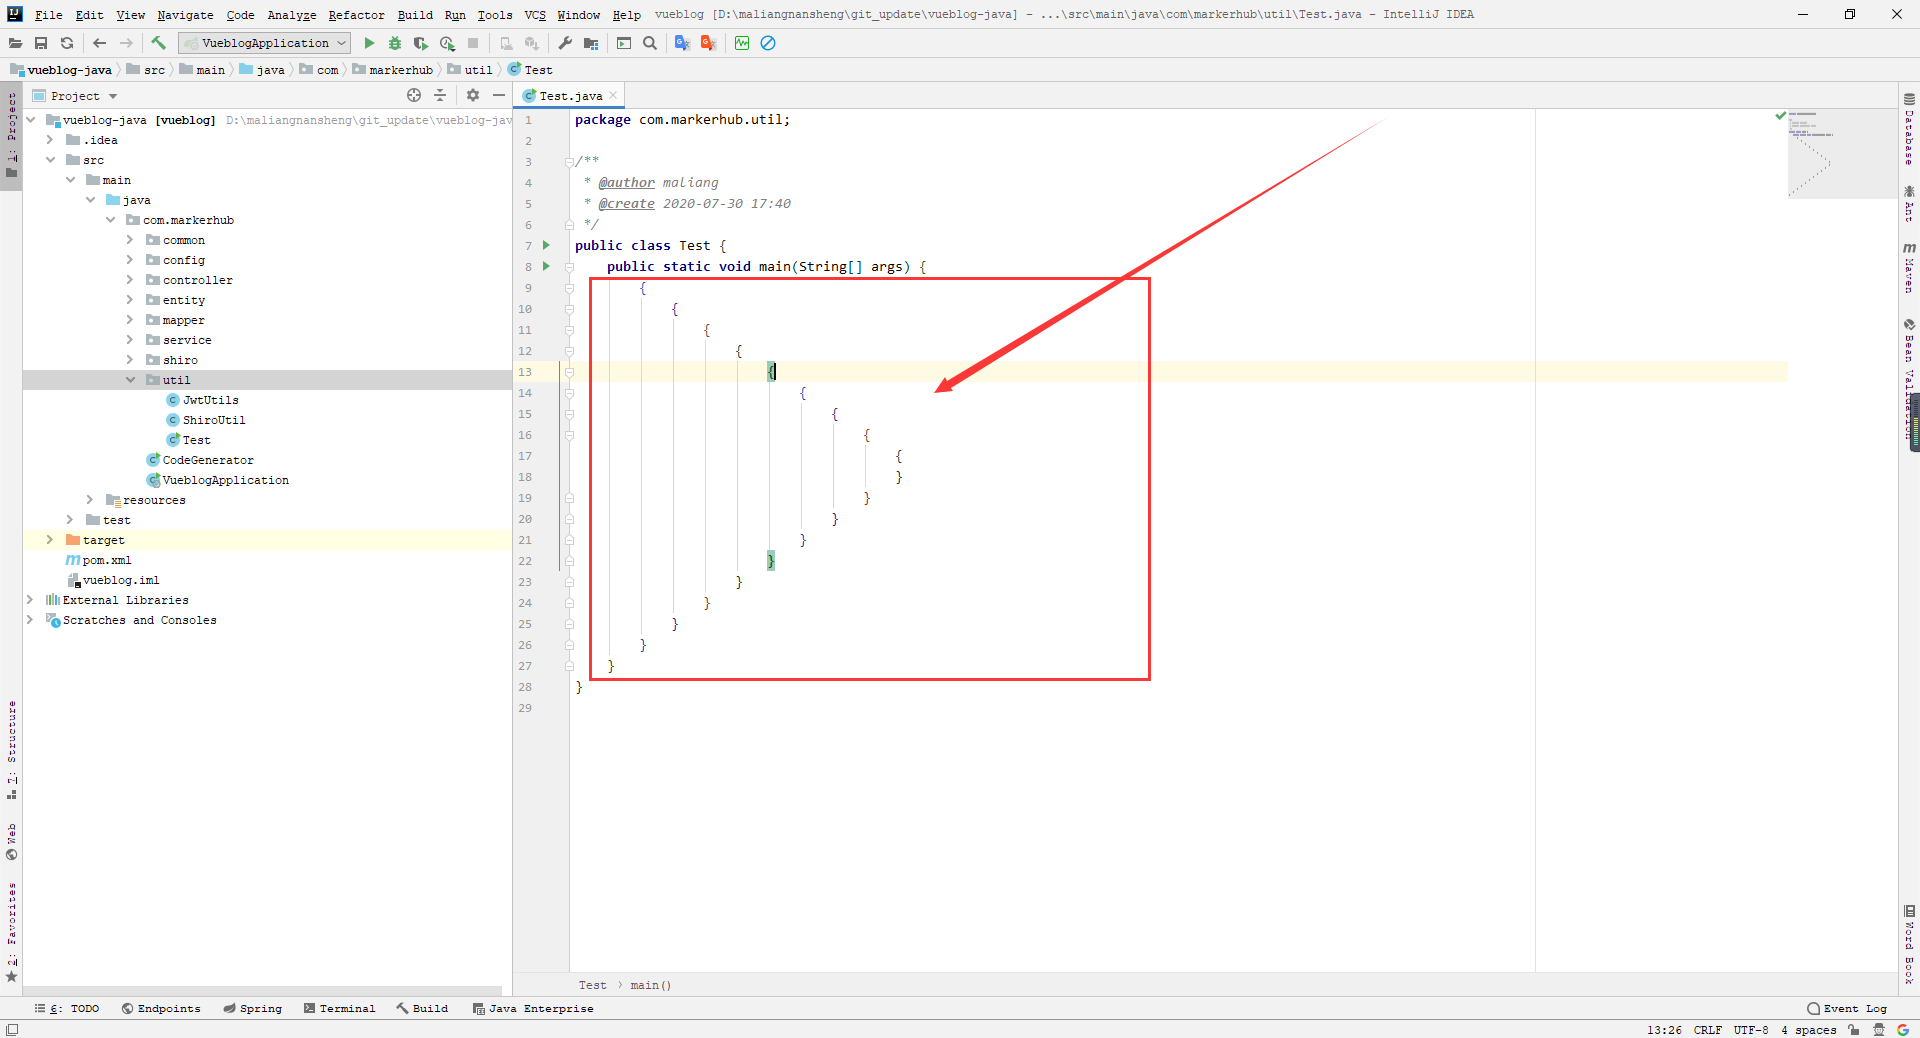 File Edit View Navigate Code Analyze Refactor Build Run Tools VCS Window Help vueblog [D:\maliangnansheng\git_update\vueblog-java] - ...\src\main\java\com\markerhub\util\Test.java - IntelliJ IDEA
VueblogApplication
vueblog-java src main java com markerhub util Test
Project
Test.java
1: Project
7: Structure
Web
2: Favorites
vueblog-java [vueblog] D:\maliangnansheng\git_update\vueblog-jav
.idea
src
main
java
com.markerhub
common
config
controller
entity
mapper
service
shiro
util
JwtUtils
ShiroUtil
Test
CodeGenerator
VueblogApplication
resources
test
target
pom.xml
vueblog.iml
External Libraries
Scratches and Consoles
1 package com.markerhub.util;
2
3 /**
4 * @author maliang
5 * @create 2020-07-30 17:40
6 */
7 public class Test {
8 public static void main(String[] args) {
9 {
10 {
11 {
12 {
13 {
14 {
15 {
16 {
17 {
18 }
19 }
20 }
21 }
22 }
23 }
24 }
25 }
26 }
27 }
28 }
29
Test main()
Database
Ant
Maven
Bean Validation
Word Book
6: TODO Endpoints Spring Terminal Build Java Enterprise Event Log
13:26 CRLF UTF-8 4 spaces